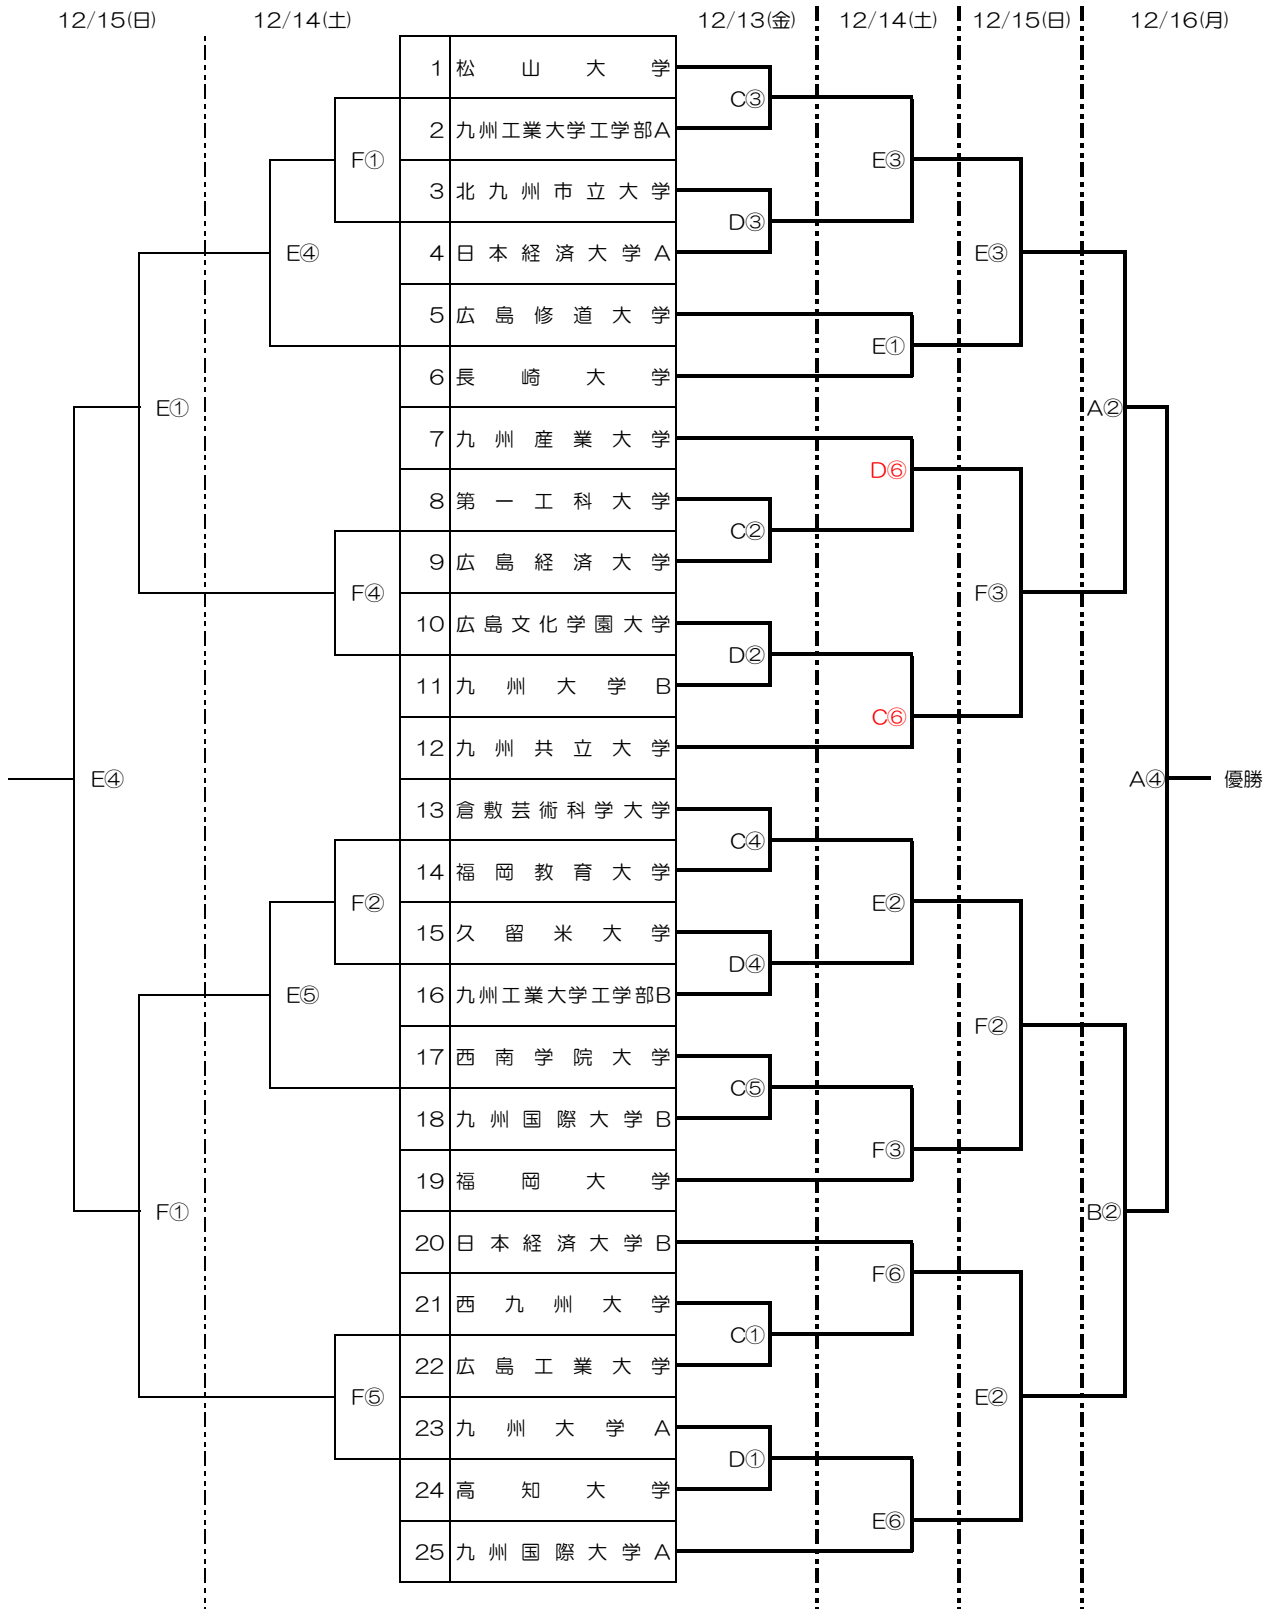 12/15(日) 12/14(土) 12/13(金) 12/14(土) 12/15(日) 12/16(月)
1 松山大学
C③
2 九州工業大学工学部A
F① E③
3 北九州市立大学
D③
4 日本経済大学A
E④ E③
5 広島修道大学
E①
6 長崎大学
E① A②
7 九州産業大学
D⑥
8 第一工科大学
C②
9 広島経済大学
F④ F③
10 広島文化学園大学
D②
11 九州大学B
C⑥
12 九州共立大学
E④ A④ 優勝
13 倉敷芸術科学大学
C④
14 福岡教育大学
F② E②
15 久留米大学
D④
16 九州工業大学工学部B
E⑤ F②
17 西南学院大学
C⑤
18 九州国際大学B
F③
19 福岡大学
F① B②
20 日本経済大学B
F⑥
21 西九州大学
C①
22 広島工業大学
F⑤ E②
23 九州大学A
D①
24 高知大学
E⑥
25 九州国際大学A